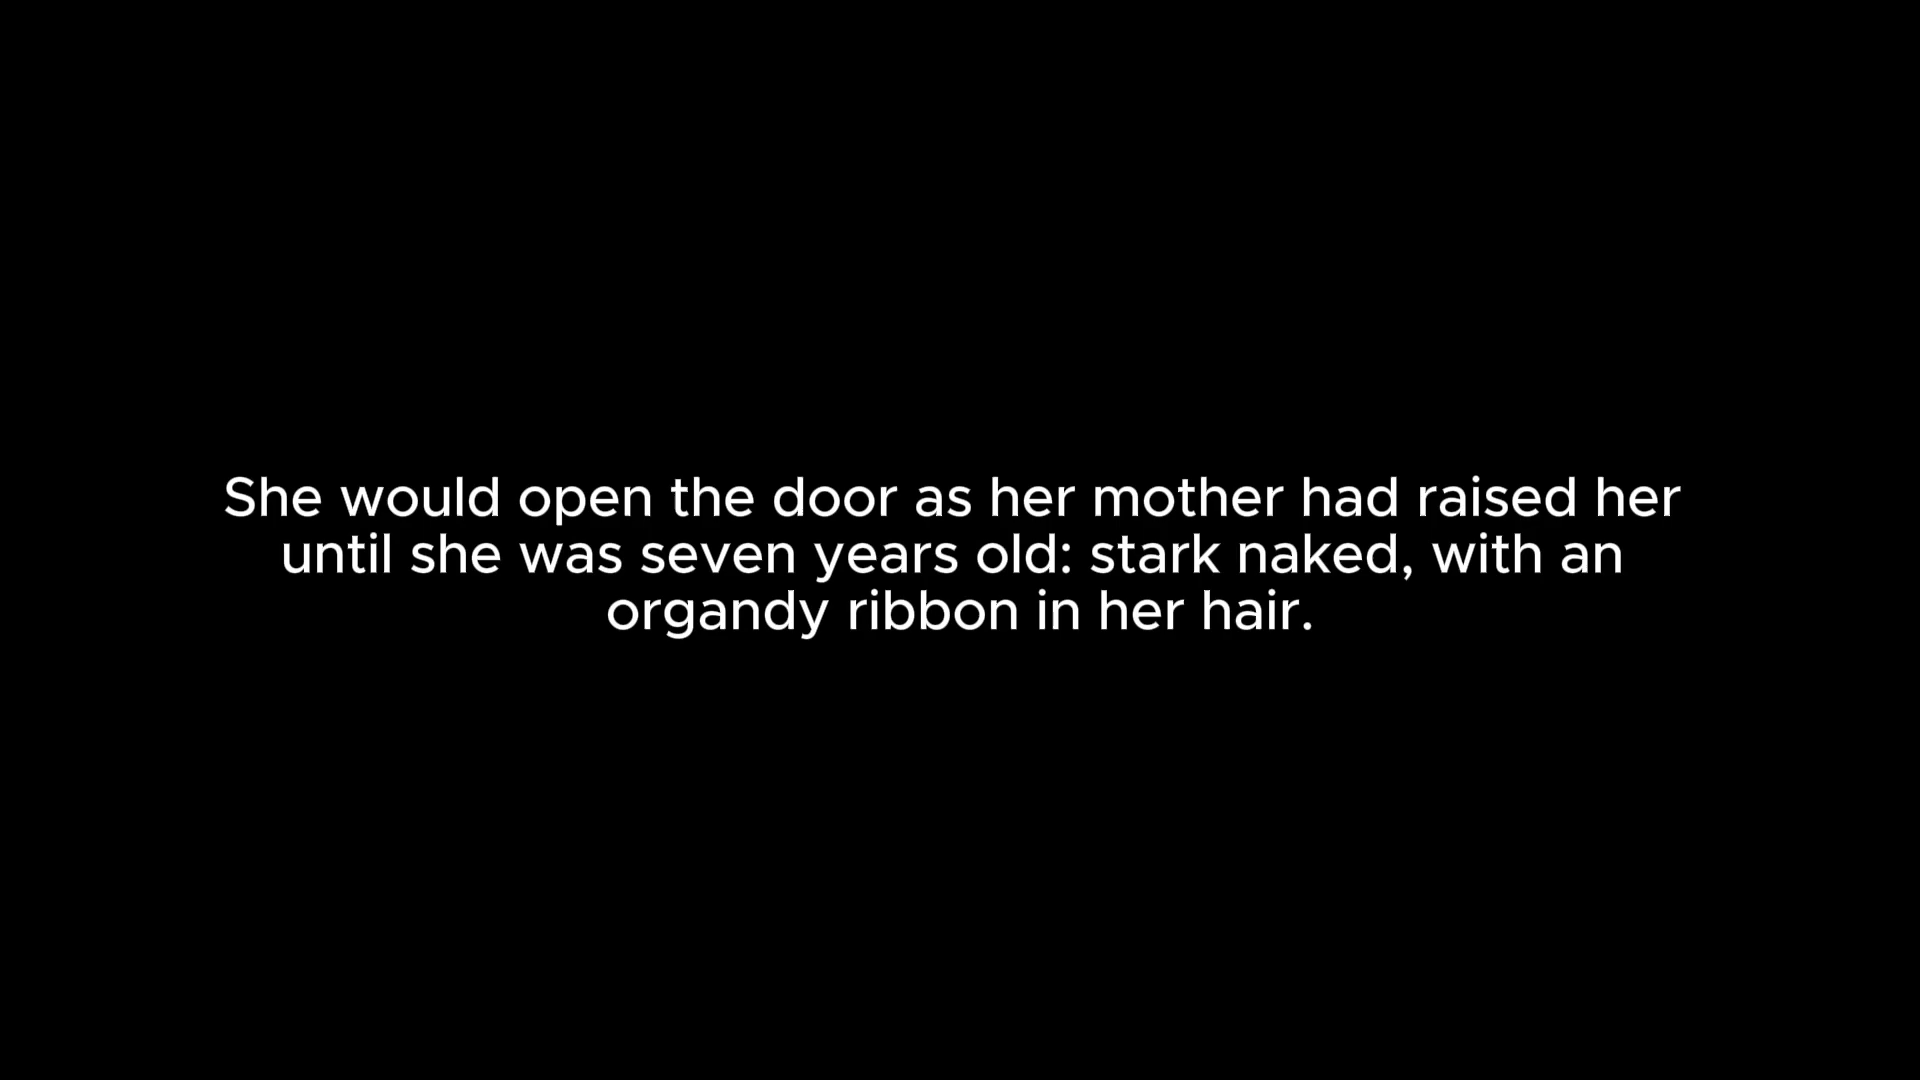 She would open the door as her mother had raised her
until she was seven years old: stark naked, with an
organdy ribbon in her hair.